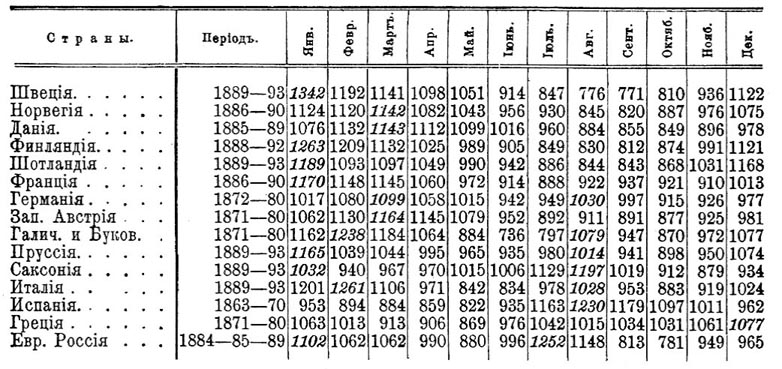 Страны. Періодъ. Янв. Февр. Мартъ. Апр. Май. Іюнь. Іюль. Авг. Сент. Октяб. Нояб. Дек.
Швеція. . . . . . 1889—93 1342 1192 1141 1098 1051 914 847 776 771 810 936 1122
Норвегія . . . . . 1886—90 1124 1120 1142 1082 1043 956 930 845 820 887 976 1075
Данія. . . . . . . 1885—89 1076 1132 1143 1112 1099 1016 960 884 855 849 896 978
Финляндія. . . . . 1888—92 1263 1209 1132 1025 989 905 849 830 812 874 991 1121
Шотландія . . . . 1889—93 1189 1093 1097 1049 990 942 886 844 843 868 1031 1168
Франція . . . . . 1886—90 1170 1148 1145 1060 972 914 888 922 937 921 910 1013
Германія . . . . . 1872—80 1017 1080 1099 1058 1015 942 949 1030 997 915 926 977
Зап. Австрія . . . 1871—80 1062 1130 1164 1145 1079 952 892 911 891 877 925 981
Галич. и Буков. . 1871—80 1162 1238 1184 1064 884 736 797 1079 947 870 972 1077
Пруссія . . . . . 1889—93 1165 1039 1044 995 965 935 980 1014 941 898 950 1074
Саксонія . . . . . 1889—93 1032 940 967 970 1015 1006 1129 1197 1019 912 879 934
Италія . . . . . . 1889—93 1201 1261 1106 971 842 834 978 1028 953 883 919 1024
Испанія. . . . . . 1863—70 953 894 884 859 822 935 1163 1230 1179 1097 1011 962
Греція . . . . . . 1871—80 1063 1013 913 906 869 976 1042 1015 1034 1031 1061 1077
Евр. Россія . . . 1884—85—89 1102 1062 1062 990 880 996 1252 1148 813 781 949 965